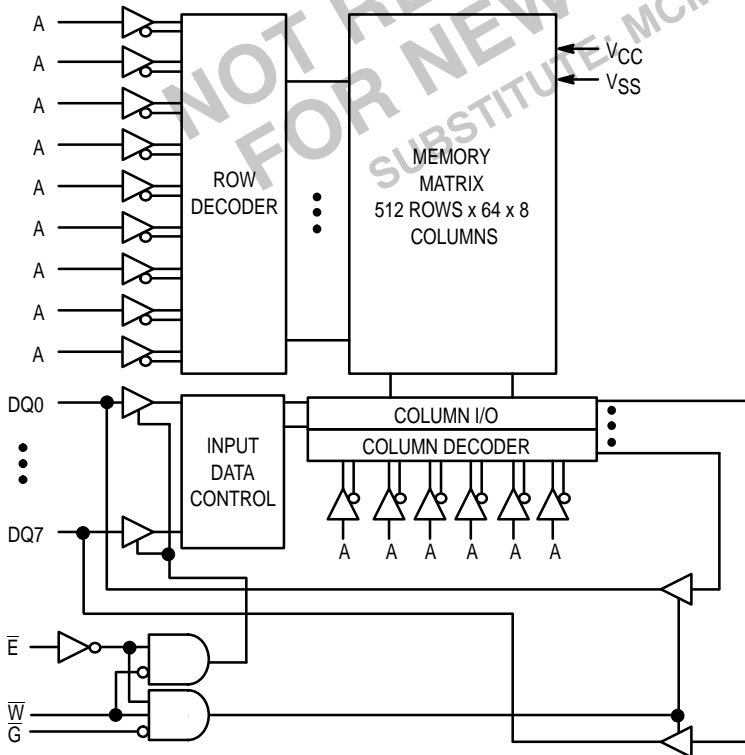 NOT RE
FOR NEW
SUBSTITUTE: MCM
A
A
A
A
A
A
A
A
A
ROW
DECODER
MEMORY
MATRIX
512 ROWS x 64 x 8
COLUMNS
VCC
VSS
DQ0
DQ7
INPUT
DATA
CONTROL
COLUMN I/O
COLUMN DECODER
A A A A A A
E̅
W̅
G̅